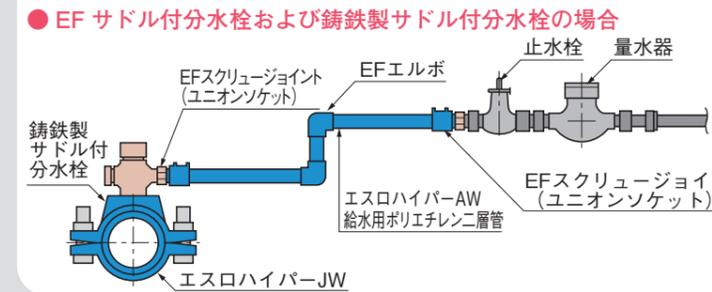 ● EF サドル付分水栓および鋳鉄製サドル付分水栓の場合
止水栓
量水器
EFスクリュージョイント
(ユニオンソケット)
EFエルボ
鋳鉄製
サドル付
分水栓
エスロハイパーAW
給水用ポリエチレン二層管
EFスクリュージョイ
(ユニオンソケット)
エスロハイパーJW